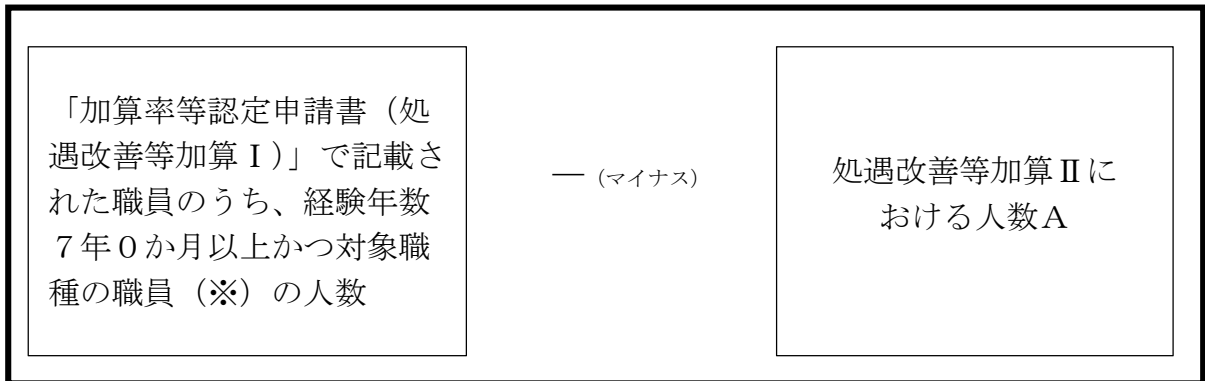 「加算率等認定申請書（処
遇改善等加算Ⅰ）」で記載さ
れた職員のうち、経験年数
７年０か月以上かつ対象職
種の職員（※）の人数
― （マイナス）
処遇改善等加算Ⅱに
おける人数Ａ